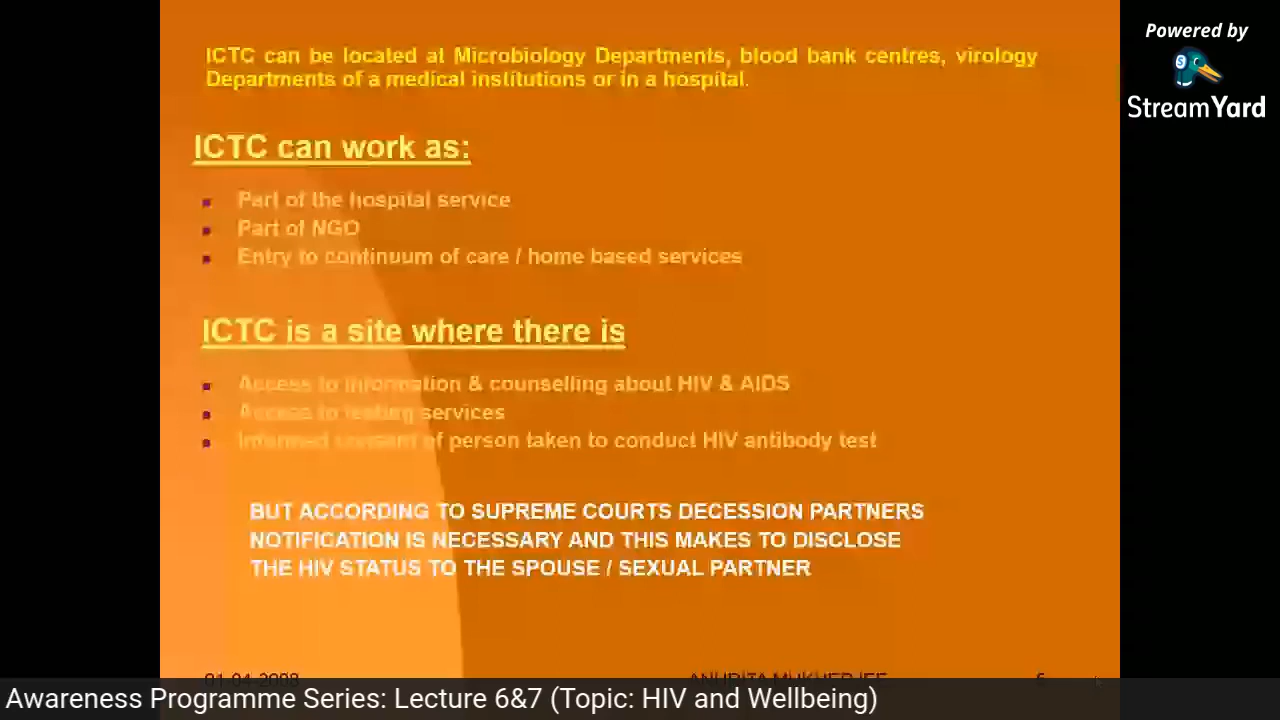 ICTC can be located at Microbiology Departments, blood bank centres, virology
Departments of a medical institutions or in a hospital.
ICTC can work as:
Part of the hospital service
Part of NGO
Entry to continuum of care / home based services
ICTC is a site where there is
Access to information & counselling about HIV & AIDS
Access to testing services
Informed consent of person taken to conduct HIV antibody test
BUT ACCORDING TO SUPREME COURTS DECESSION PARTNERS
NOTIFICATION IS NECESSARY AND THIS MAKES TO DISCLOSE
THE HIV STATUS TO THE SPOUSE / SEXUAL PARTNER
01-04-2008 ANURITA MUKHERJEE
Awareness Programme Series: Lecture 6&7 (Topic: HIV and Wellbeing)
Powered by
StreamYard